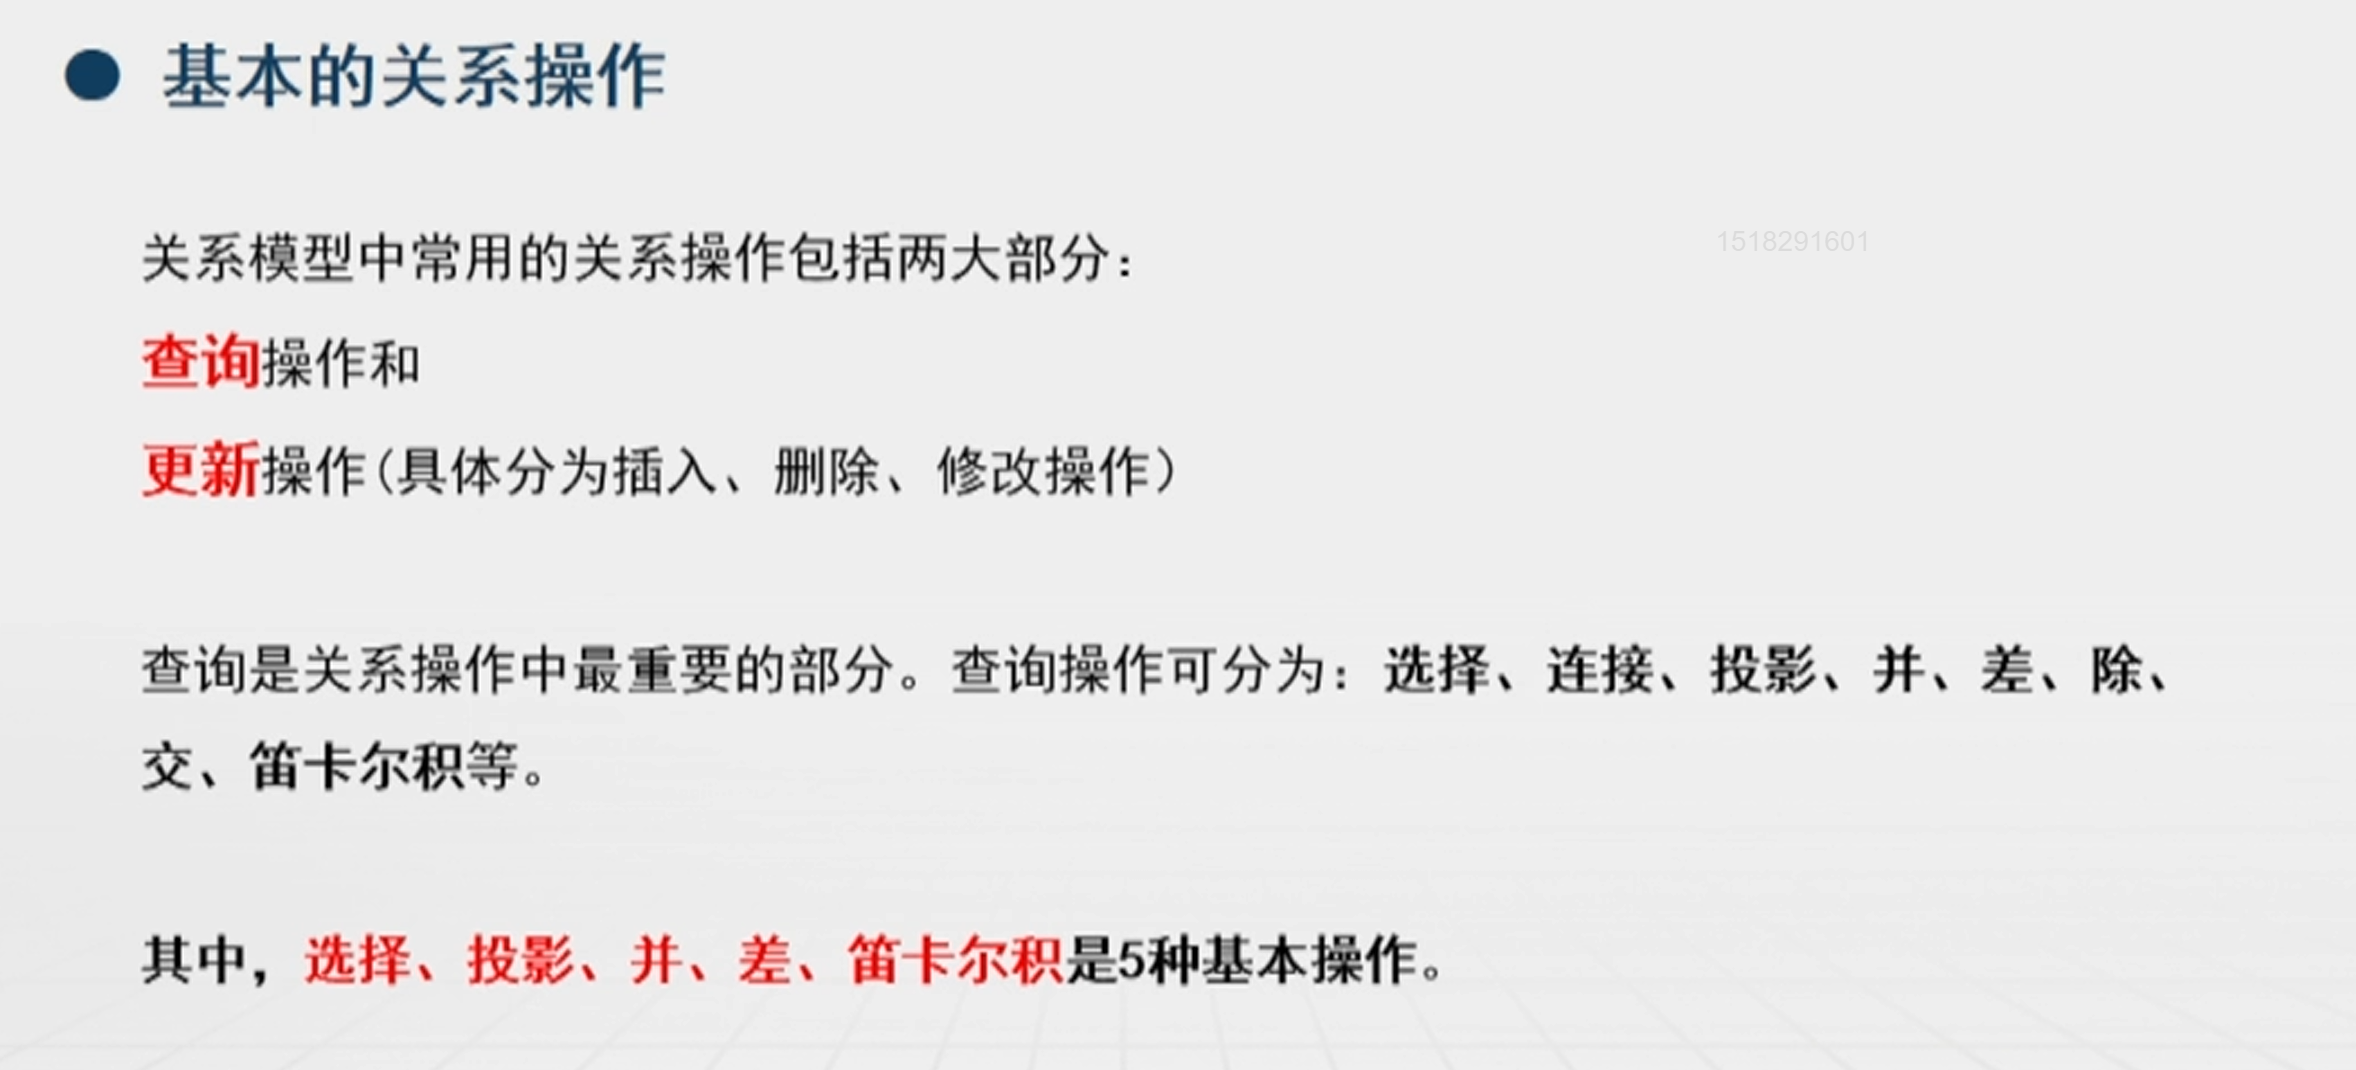 基本的关系操作
关系模型中常用的关系操作包括两大部分：
1518291601
查询操作和
更新操作(具体分为插入、删除、修改操作）
查询是关系操作中最重要的部分。查询操作可分为：选择、连接、投影、并、差、除、
交、笛卡尔积等。
其中，选择、投影、并、差、笛卡尔积是5种基本操作。